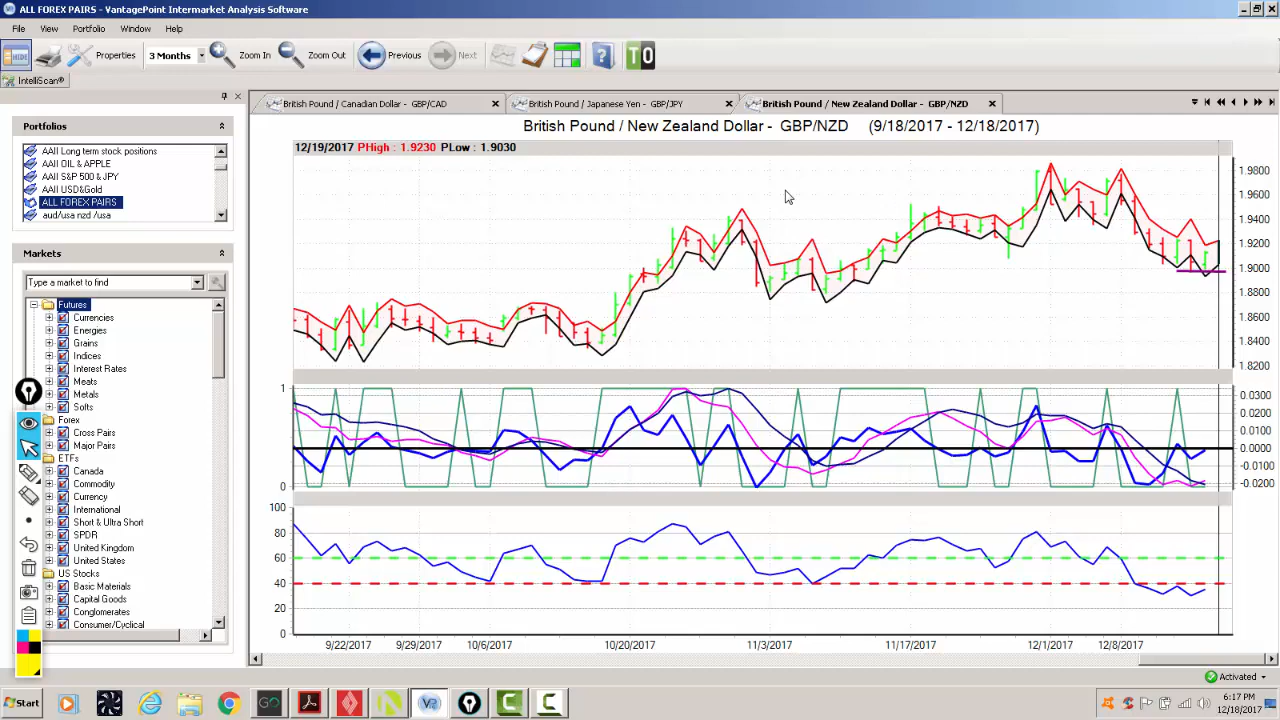 ALL FOREX PAIRS - VantagePoint Intermarket Analysis Software
File View Portfolio Window Help
HIDE Properties 3 Months Zoom In Zoom Out Previous Next ? TO
IntelliScan®
British Pound / Canadian Dollar - GBP/CAD
British Pound / Japanese Yen - GBP/JPY
British Pound / New Zealand Dollar - GBP/NZD
British Pound / New Zealand Dollar - GBP/NZD (9/18/2017 - 12/18/2017)
12/19/2017 PHigh : 1.9230 PLow : 1.9030
Portfolios
AAII Long term stock positions
AAII OIL & APPLE
AAII S&P 500 & JPY
AAII USD&Gold
ALL FOREX PAIRS
aud/usa nzd /usa
Markets
Type a market to find
Futures
Currencies
Energies
Grains
Indices
Interest Rates
Meats
Metals
Softs
Forex
Cross Pairs
Main Pairs
ETFs
Canada
Commodity
Currency
International
Short & Ultra Short
SPDR
United Kingdom
United States
US Stocks
Basic Materials
Capital Goods
Conglomerates
Consumer/Cyclical
1.9800
1.9600
1.9400
1.9200
1.9000
1.8800
1.8600
1.8400
1.8200
1
0
0.0300
0.0200
0.0100
0.0000
-0.0100
-0.0200
100
80
60
40
20
0
9/22/2017 9/29/2017 10/6/2017 10/20/2017 11/3/2017 11/17/2017 12/1/2017 12/8/2017
Activated
Start
GO
6:17 PM
12/18/2017